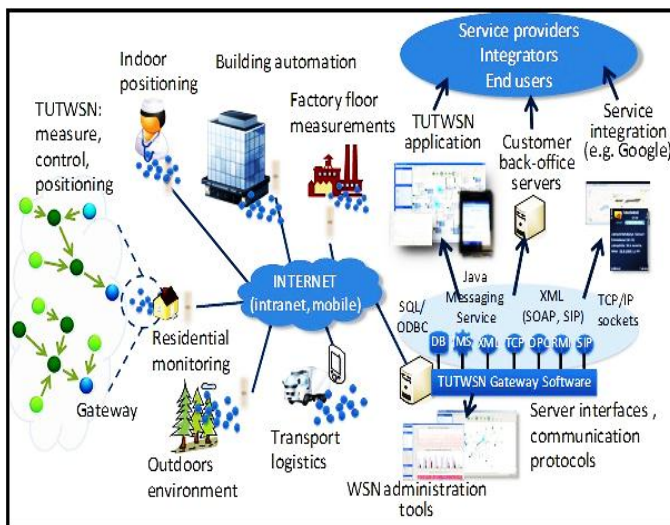 Service providers
Integrators
End users
Indoor
positioning
Building automation
Factory floor
measurements
TUTWSN:
measure,
control,
positioning
TUTWSN
application
Customer
back-office
servers
Service
integration
(e.g. Google)
INTERNET
(intranet, mobile)
SQL/
ODBC
Java
Messaging
Service
XML
(SOAP, SIP)
TCP/IP
sockets
DB
JMS
XML
TCP
OPC
RMI
SIP
TUTWSN Gateway Software
Residential
monitoring
Gateway
Outdoors
environment
Transport
logistics
Server interfaces ,
communication
protocols
WSN administration
tools